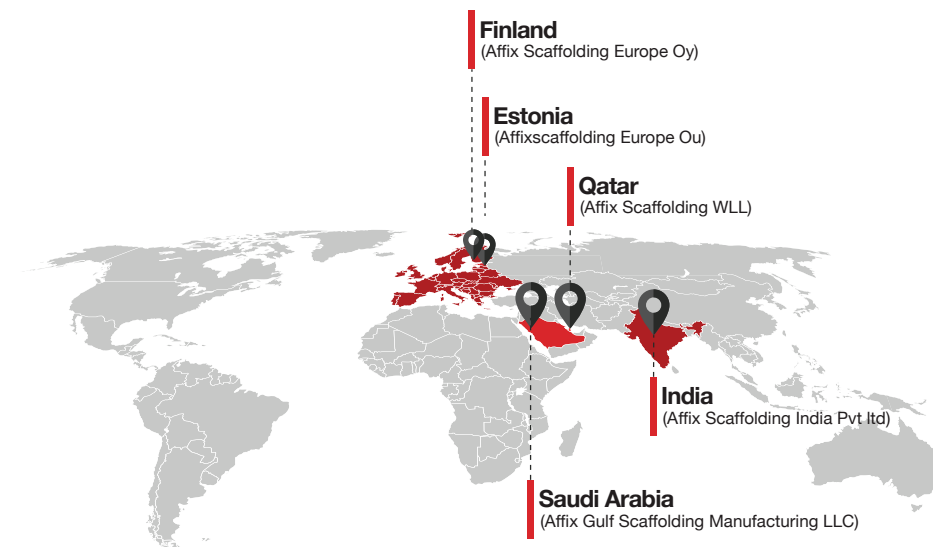 Finland
(Affix Scaffolding Europe Oy)
Estonia
(Affixscaffolding Europe Ou)
Qatar
(Affix Scaffolding WLL)
India
(Affix Scaffolding India Pvt ltd)
Saudi Arabia
(Affix Gulf Scaffolding Manufacturing LLC)